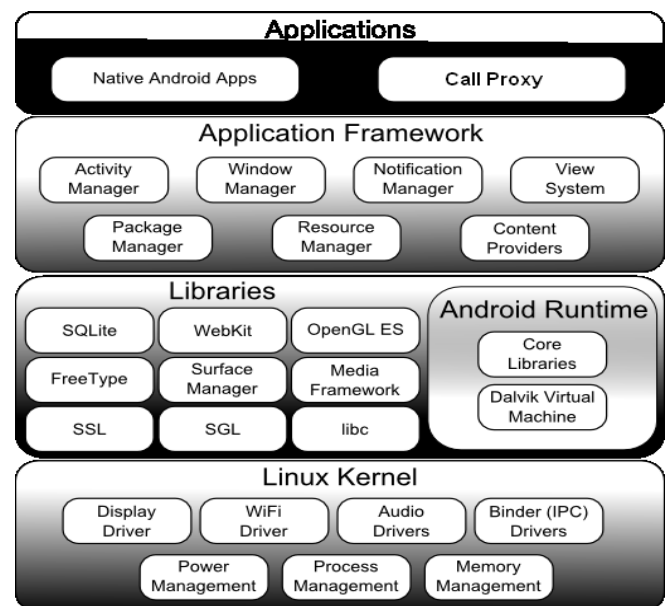 Applications
Native Android Apps
Call Proxy
Application Framework
Activity
Manager
Window
Manager
Notification
Manager
View
System
Package
Manager
Resource
Manager
Content
Providers
Libraries
SQLite
WebKit
OpenGL ES
FreeType
Surface
Manager
Media
Framework
SSL
SGL
libc
Android Runtime
Core
Libraries
Dalvik Virtual
Machine
Linux Kernel
Display
Driver
WiFi
Driver
Audio
Drivers
Binder (IPC)
Drivers
Power
Management
Process
Management
Memory
Management